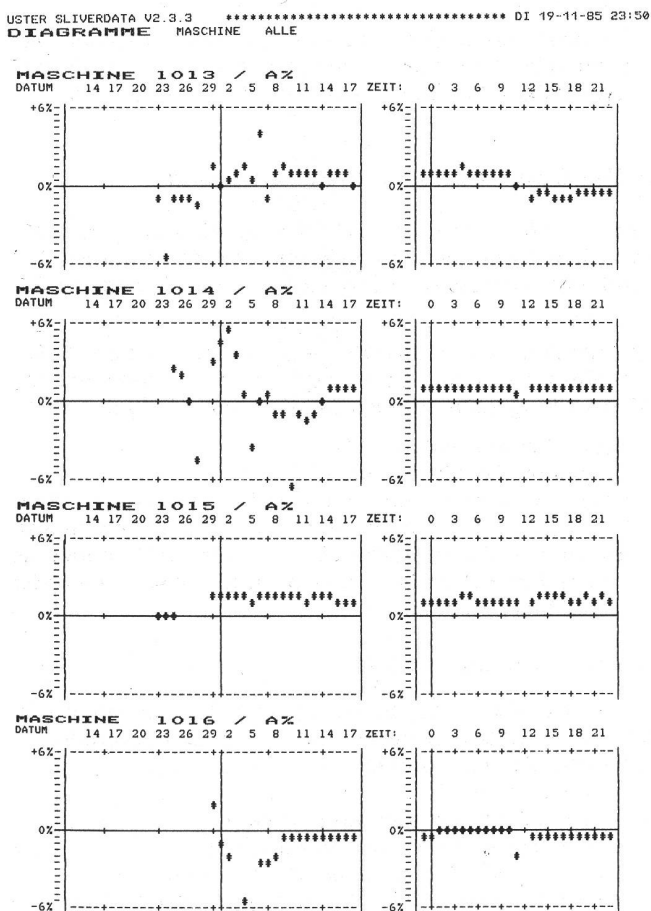 USTER SLIVERDATA V2.3.3 *********************************** DI 19-11-85 23:50
DIAGRAMME MASCHINE ALLE
MASCHINE 1013 / A%
DATUM 14 17 20 23 26 29 2 5 8 11 14 17 ZEIT: 0 3 6 9 12 15 18 21
+6% +6%
0% 0%
-6% -6%
MASCHINE 1014 / A%
DATUM 14 17 20 23 26 29 2 5 8 11 14 17 ZEIT: 0 3 6 9 12 15 18 21
+6% +6%
0% 0%
-6% -6%
MASCHINE 1015 / A%
DATUM 14 17 20 23 26 29 2 5 8 11 14 17 ZEIT: 0 3 6 9 12 15 18 21
+6% +6%
0% 0%
-6% -6%
MASCHINE 1016 / A%
DATUM 14 17 20 23 26 29 2 5 8 11 14 17 ZEIT: 0 3 6 9 12 15 18 21
+6% +6%
0% 0%
-6% -6%